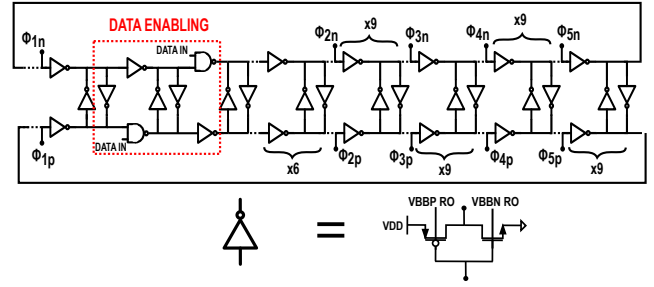 DATA ENABLING
x9
x9
Φ1n
DATA IN
Φ2n
Φ3n
Φ4n
Φ5n
Φ1p
DATA IN
x6
Φ2p
Φ3p
x9
Φ4p
Φ5p
x9
VBBP RO
VBBN RO
=
VDD